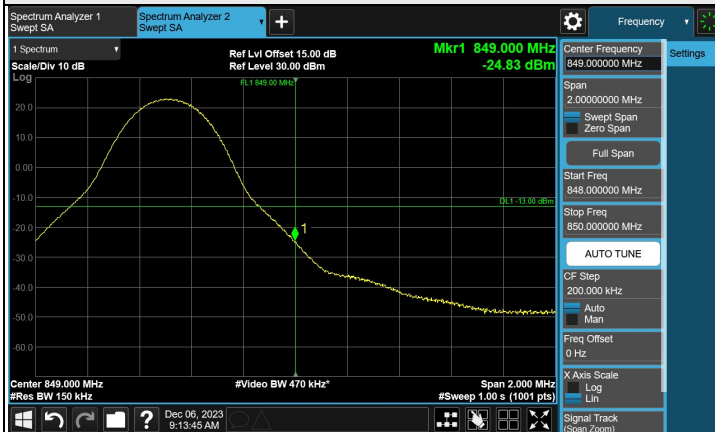 Spectrum Analyzer 1
Swept SA
Spectrum Analyzer 2
Swept SA
Frequency
1 Spectrum
Scale/Div 10 dB
Log
Ref Lvl Offset 15.00 dB
Ref Level 30.00 dBm
Mkr1 849.000 MHz
-24.83 dBm
FL1 849.00 MHz
20.0
10.0
0.00
-10.0
-20.0
-30.0
-40.0
-50.0
-60.0
DL1 -13.00 dBm
1
Center 849.000 MHz
#Res BW 150 kHz
#Video BW 470 kHz*
Span 2.000 MHz
#Sweep 1.00 s (1001 pts)
Center Frequency
849.000000 MHz
Settings
Span
2.00000000 MHz
Swept Span
Zero Span
Full Span
Start Freq
848.000000 MHz
Stop Freq
850.000000 MHz
AUTO TUNE
CF Step
200.000 kHz
Auto
Man
Freq Offset
0 Hz
X Axis Scale
Log
Lin
Signal Track
(Span Zoom)
?
Dec 06, 2023
9:13:45 AM